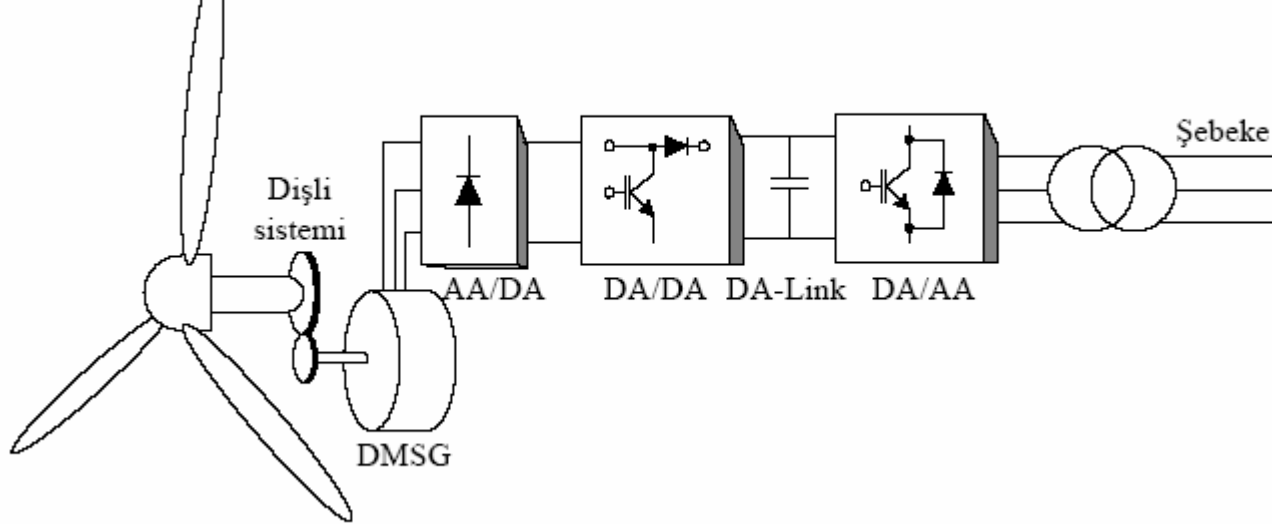 Şebeke
Dişli
sistemi
AA/DA
DA/DA
DA-Link
DA/AA
DMSG